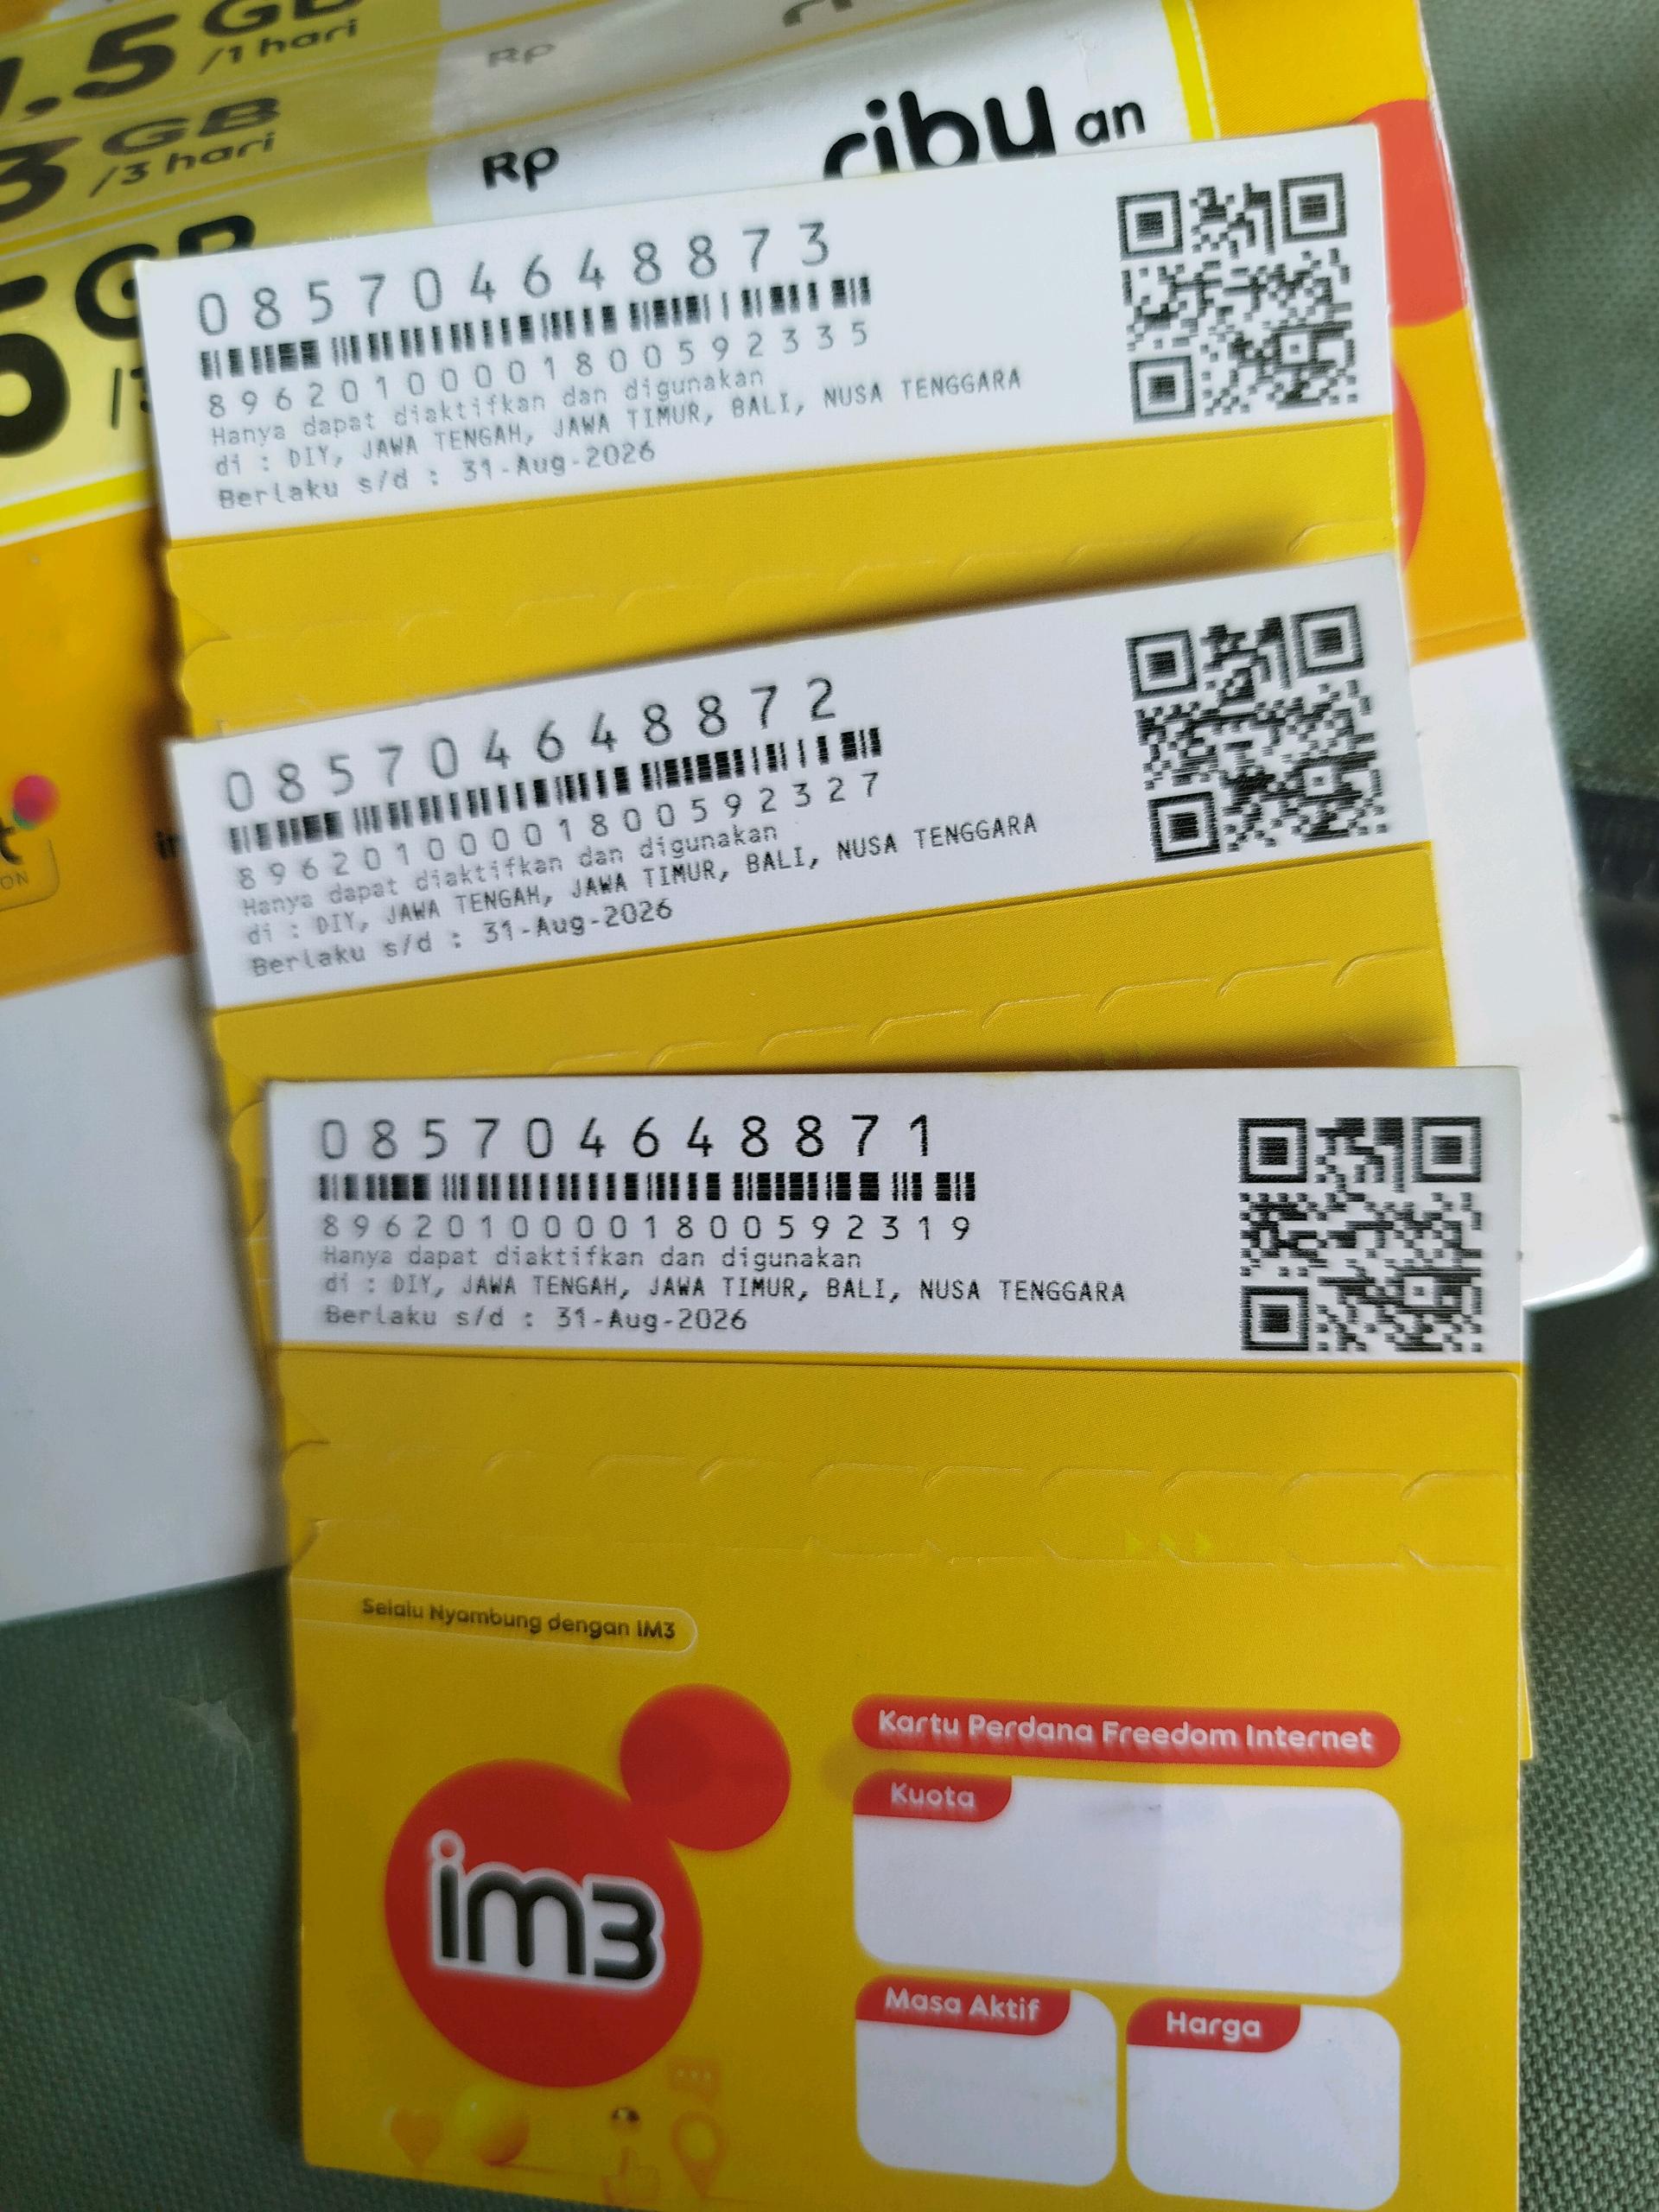 1.5 GB
/1 hari
Rp
3 GB
/3 hari
Rp
ribu an
5 GB
085704648873
89620100001800592335
Hanya dapat diaktifkan dan digunakan
di : DIY, JAWA TENGAH, JAWA TIMUR, BALI, NUSA TENGGARA
Berlaku s/d : 31-Aug-2026
085704648872
89620100001800592327
Hanya dapat diaktifkan dan digunakan
di : DIY, JAWA TENGAH, JAWA TIMUR, BALI, NUSA TENGGARA
Berlaku s/d : 31-Aug-2026
085704648871
89620100001800592319
Hanya dapat diaktifkan dan digunakan
di : DIY, JAWA TENGAH, JAWA TIMUR, BALI, NUSA TENGGARA
Berlaku s/d : 31-Aug-2026
Selalu Nyambung dengan IM3
im3
Kartu Perdana Freedom Internet
Kuota
Masa Aktif
Harga